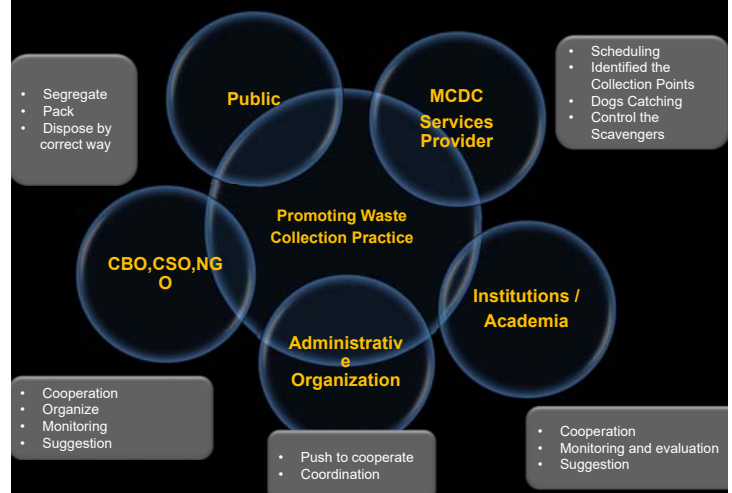 Public
MCDC
Services
Provider
• Segregate
• Pack
• Dispose by
correct way
• Scheduling
• Identified the
Collection Points
• Dogs Catching
• Control the
Scavengers
Promoting Waste
Collection Practice
CBO,CSO,NG
O
Institutions /
Academia
Administrativ
e
Organization
• Cooperation
• Organize
• Monitoring
• Suggestion
• Push to cooperate
• Coordination
• Cooperation
• Monitoring and evaluation
• Suggestion